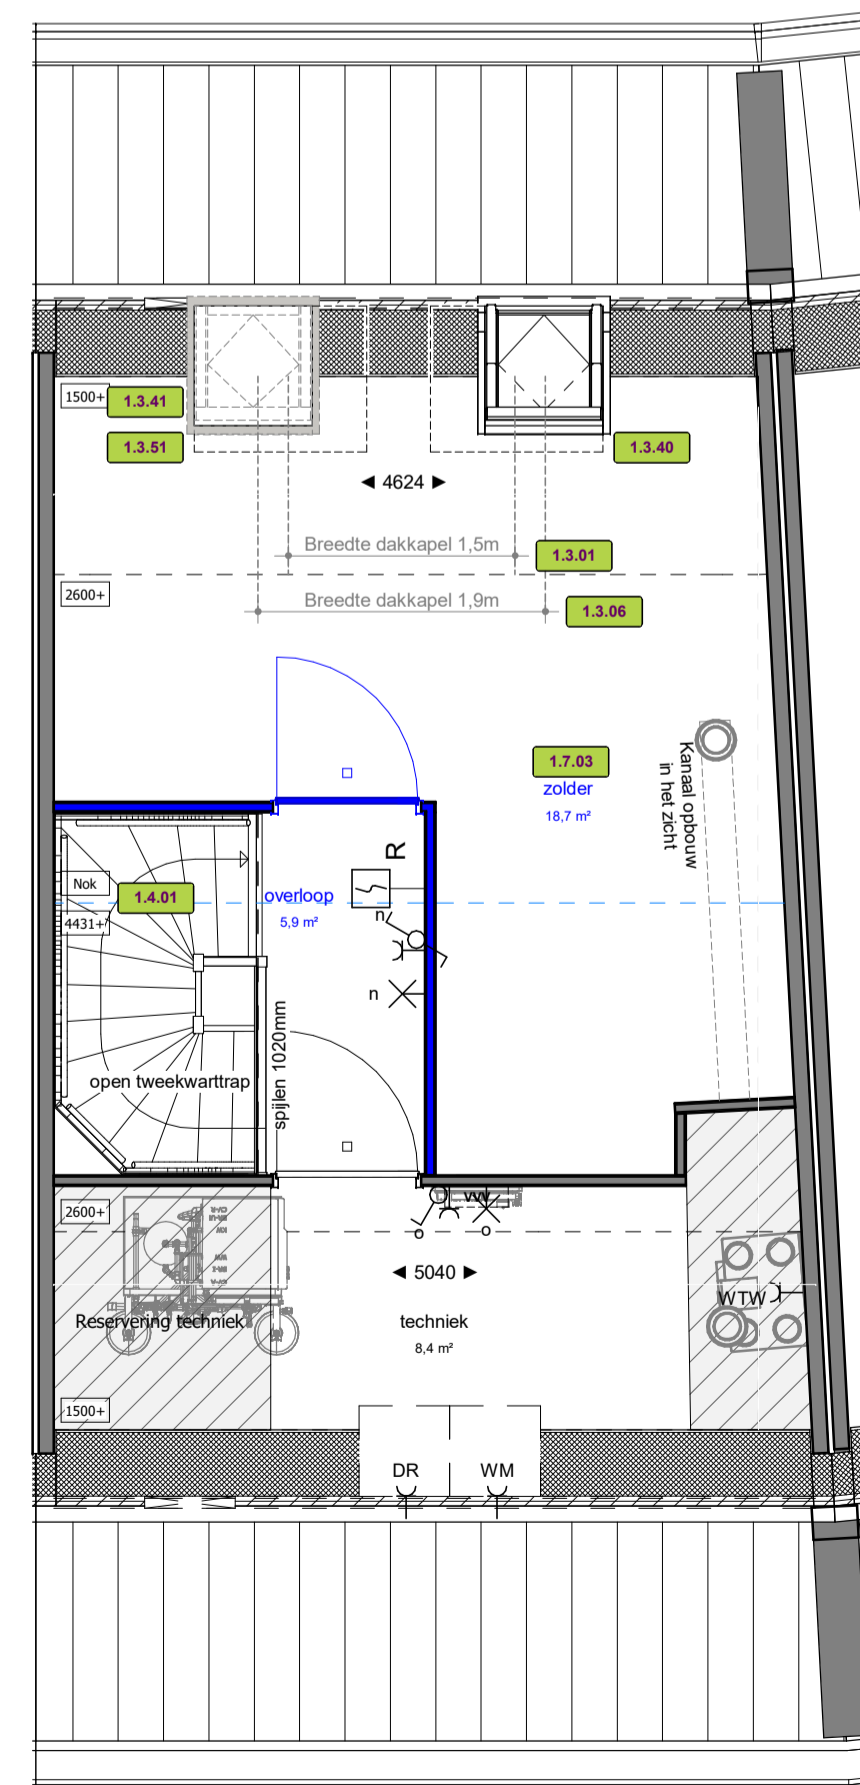 1500+
1.3.41
1.3.51
1.3.40
4624
Breedte dakkapel 1,5m
1.3.01
2600+
Breedte dakkapel 1,9m
1.3.06
1.7.03
zolder
18,7 m²
Kanaal opbouw
in het zicht
R
Nok
1.4.01
4431+
overloop
5,9 m²
n
n
spijlen 1020mm
open tweekwarttrap
2600+
o
o
5040
WTW
Reservering techniek
techniek
8,4 m²
1500+
DR
WM